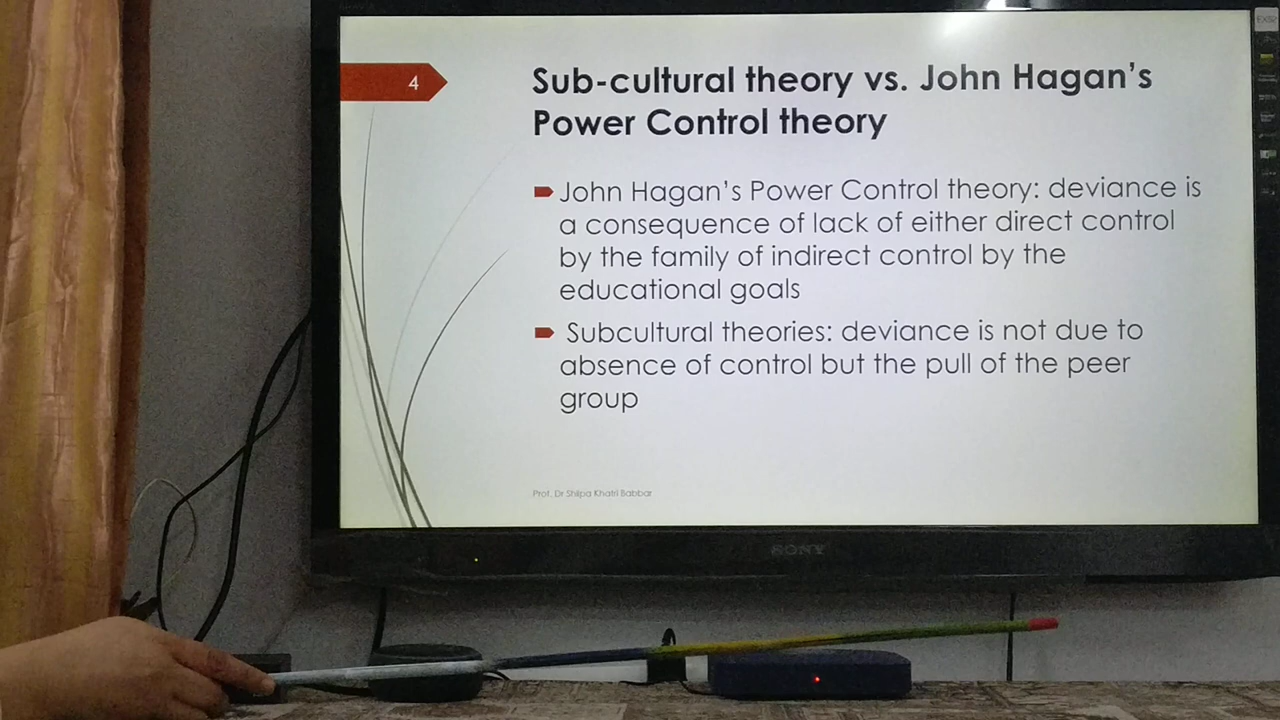 4
Sub-cultural theory vs. John Hagan's
Power Control theory
John Hagan's Power Control theory: deviance is
a consequence of lack of either direct control
by the family of indirect control by the
educational goals
Subcultural theories: deviance is not due to
absence of control but the pull of the peer
group
Prof. Dr Shilpa Khatri Babbar
SONY